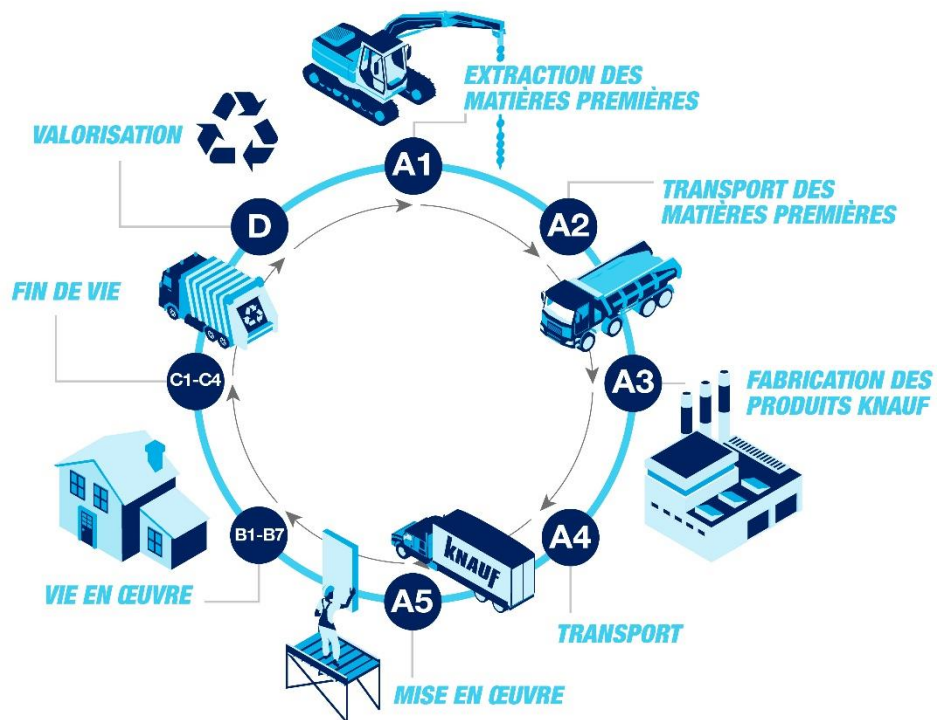 EXTRACTION DES
MATIÈRES PREMIÈRES
A1
TRANSPORT DES
MATIÈRES PREMIÈRES
A2
FABRICATION DES
PRODUITS KNAUF
A3
A4
TRANSPORT
KNAUF
A5
MISE EN ŒUVRE
B1-B7
VIE EN ŒUVRE
C1-C4
FIN DE VIE
D
VALORISATION